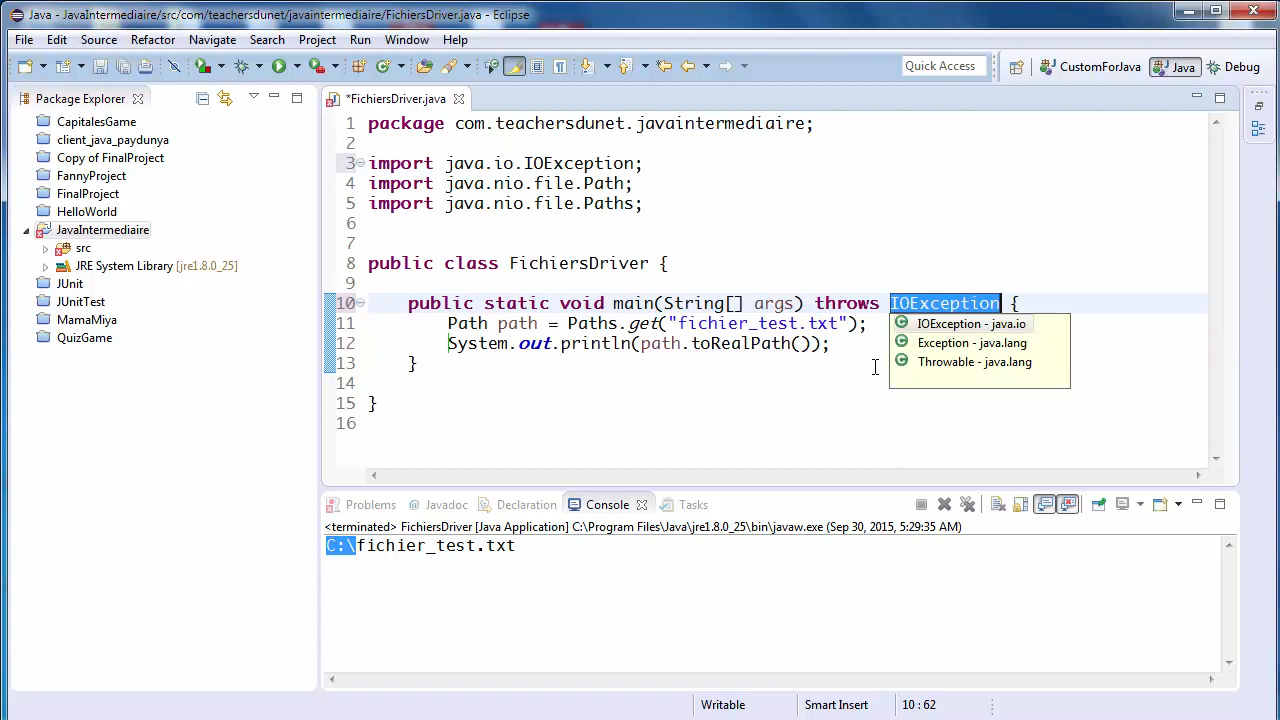 Java - JavaIntermediaire/src/com/teachersdunet/javaintermediaire/FichiersDriver.java - Eclipse
File Edit Source Refactor Navigate Search Project Run Window Help
Quick Access CustomForJava Java Debug
Package Explorer
CapitalesGame
client_java_paydunya
Copy of FinalProject
FannyProject
FinalProject
HelloWorld
JavaIntermediaire
src
JRE System Library [jre1.8.0_25]
JUnit
JUnitTest
MamaMiya
QuizGame
*FichiersDriver.java
1 package com.teachersdunet.javaintermediaire;
2
3 import java.io.IOException;
4 import java.nio.file.Path;
5 import java.nio.file.Paths;
6
7
8 public class FichiersDriver {
9
10 public static void main(String[] args) throws IOException {
11 Path path = Paths.get("fichier_test.txt");
12 System.out.println(path.toRealPath());
13 }
14
15 }
16
IOException - java.io
Exception - java.lang
Throwable - java.lang
Problems @ Javadoc Declaration Console Tasks
<terminated> FichiersDriver [Java Application] C:\Program Files\Java\jre1.8.0_25\bin\javaw.exe (Sep 30, 2015, 5:29:35 AM)
C:\fichier_test.txt
Writable Smart Insert 10 : 62